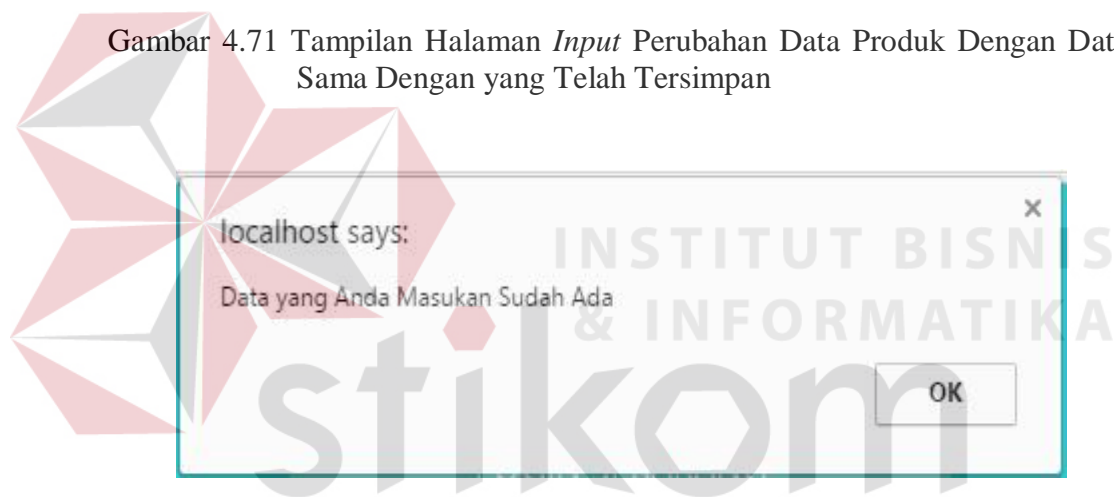 Gambar 4.71 Tampilan Halaman Input Perubahan Data Produk Dengan Dat
Sama Dengan yang Telah Tersimpan
localhost says:
×
INSTITUT BISNIS
Data yang Anda Masukan Sudah Ada
& INFORMATIKA
OK
stikom